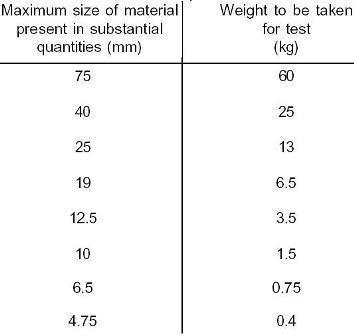 Maximum size of material Weight to be taken
present in substantial for test
quantities (mm) (kg)
75 60
40 25
25 13
19 6.5
12.5 3.5
10 1.5
6.5 0.75
4.75 0.4